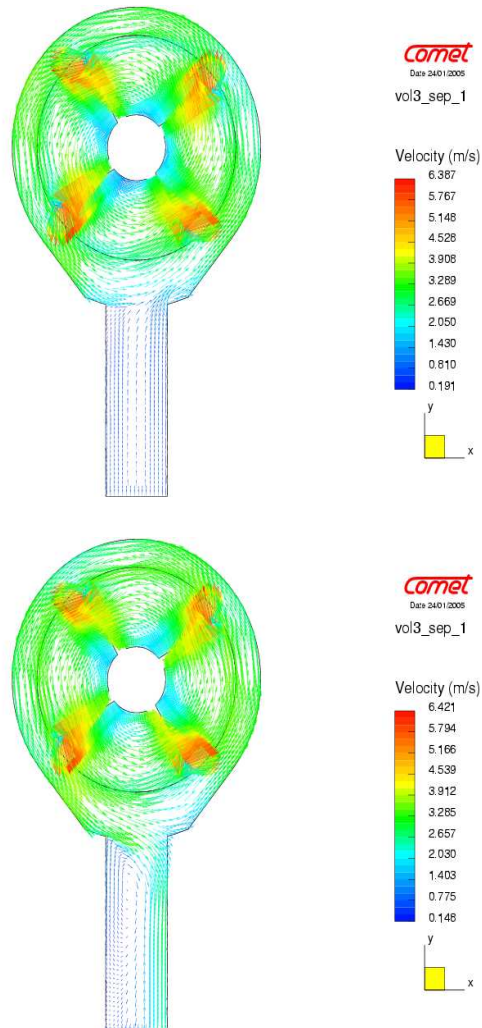 Comet
Date 24/01/2005
vol3_sep_1
Velocity (m/s)
6.387
5.767
5.148
4.528
3.908
3.289
2.669
2.050
1.430
0.810
0.191
y
x
Comet
Date 24/01/2005
vol3_sep_1
Velocity (m/s)
6.421
5.794
5.166
4.539
3.912
3.285
2.657
2.030
1.403
0.775
0.148
y
x